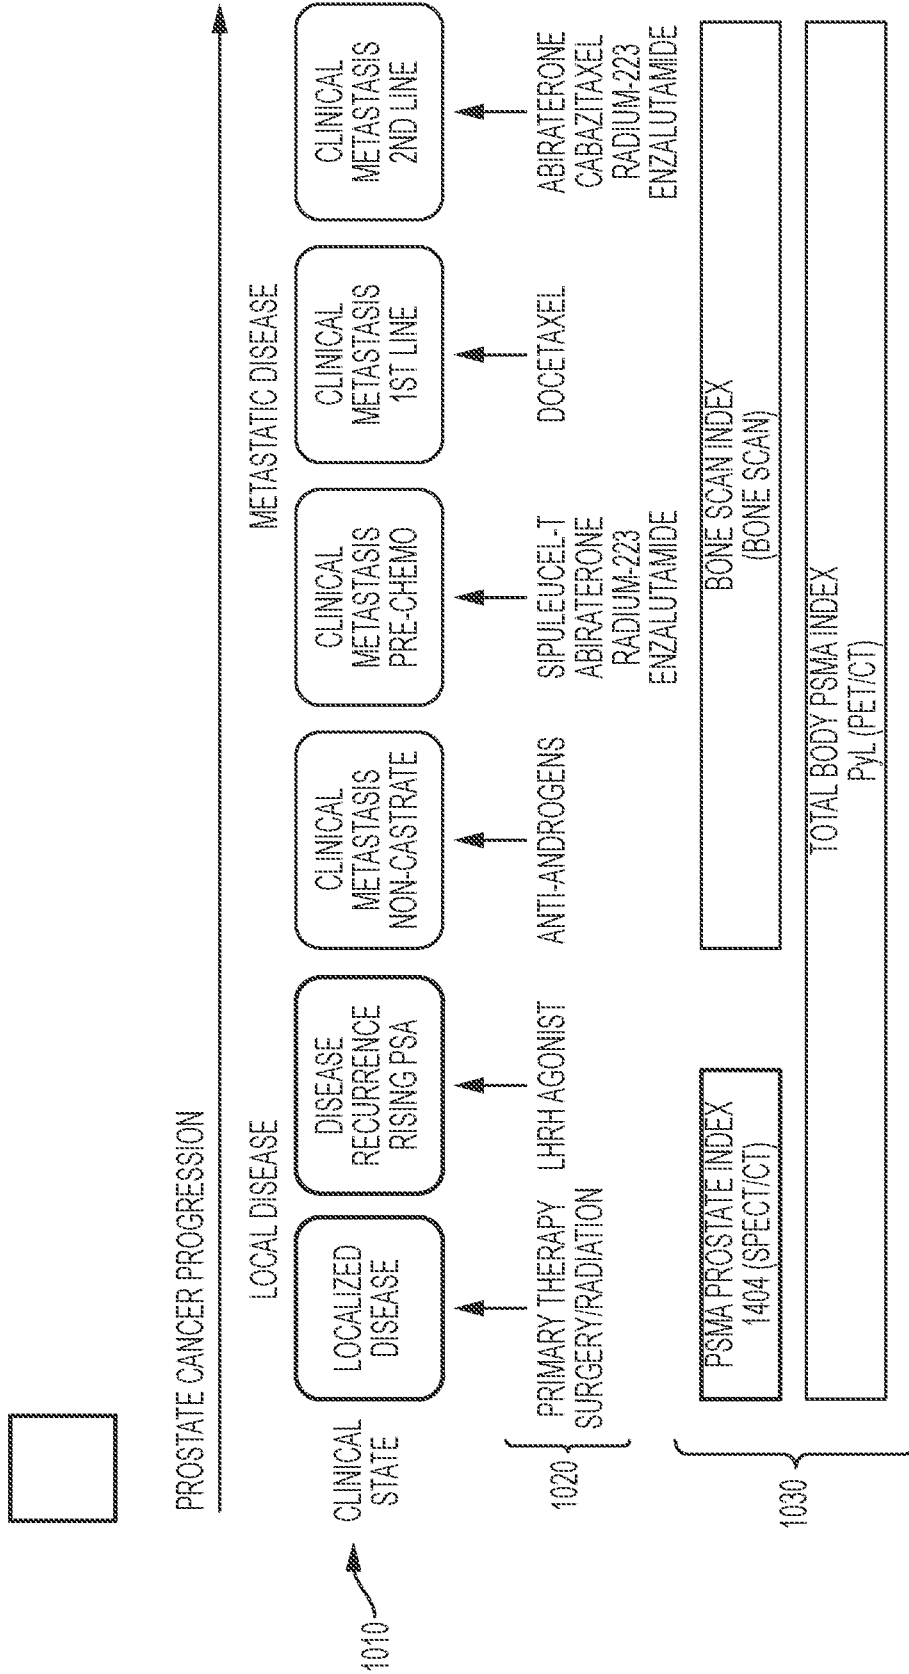 PROSTATE CANCER PROGRESSION
LOCAL DISEASE
METASTATIC DISEASE
1010
CLINICAL
STATE
LOCALIZED
DISEASE
DISEASE
RECURRENCE
RISING PSA
CLINICAL
METASTASIS
NON-CASTRATE
CLINICAL
METASTASIS
PRE-CHEMO
CLINICAL
METASTASIS
1ST LINE
CLINICAL
METASTASIS
2ND LINE
1020
PRIMARY THERAPY
SURGERY/RADIATION
LHRH AGONIST
ANTI-ANDROGENS
SIPULEUCEL-T
ABIRATERONE
RADIUM-223
ENZALUTAMIDE
DOCETAXEL
ABIRATERONE
CABAZITAXEL
RADIUM-223
ENZALUTAMIDE
1030
PSMA PROSTATE INDEX
1404 (SPECT/CT)
BONE SCAN INDEX
(BONE SCAN)
TOTAL BODY PSMA INDEX
PyL (PET/CT)